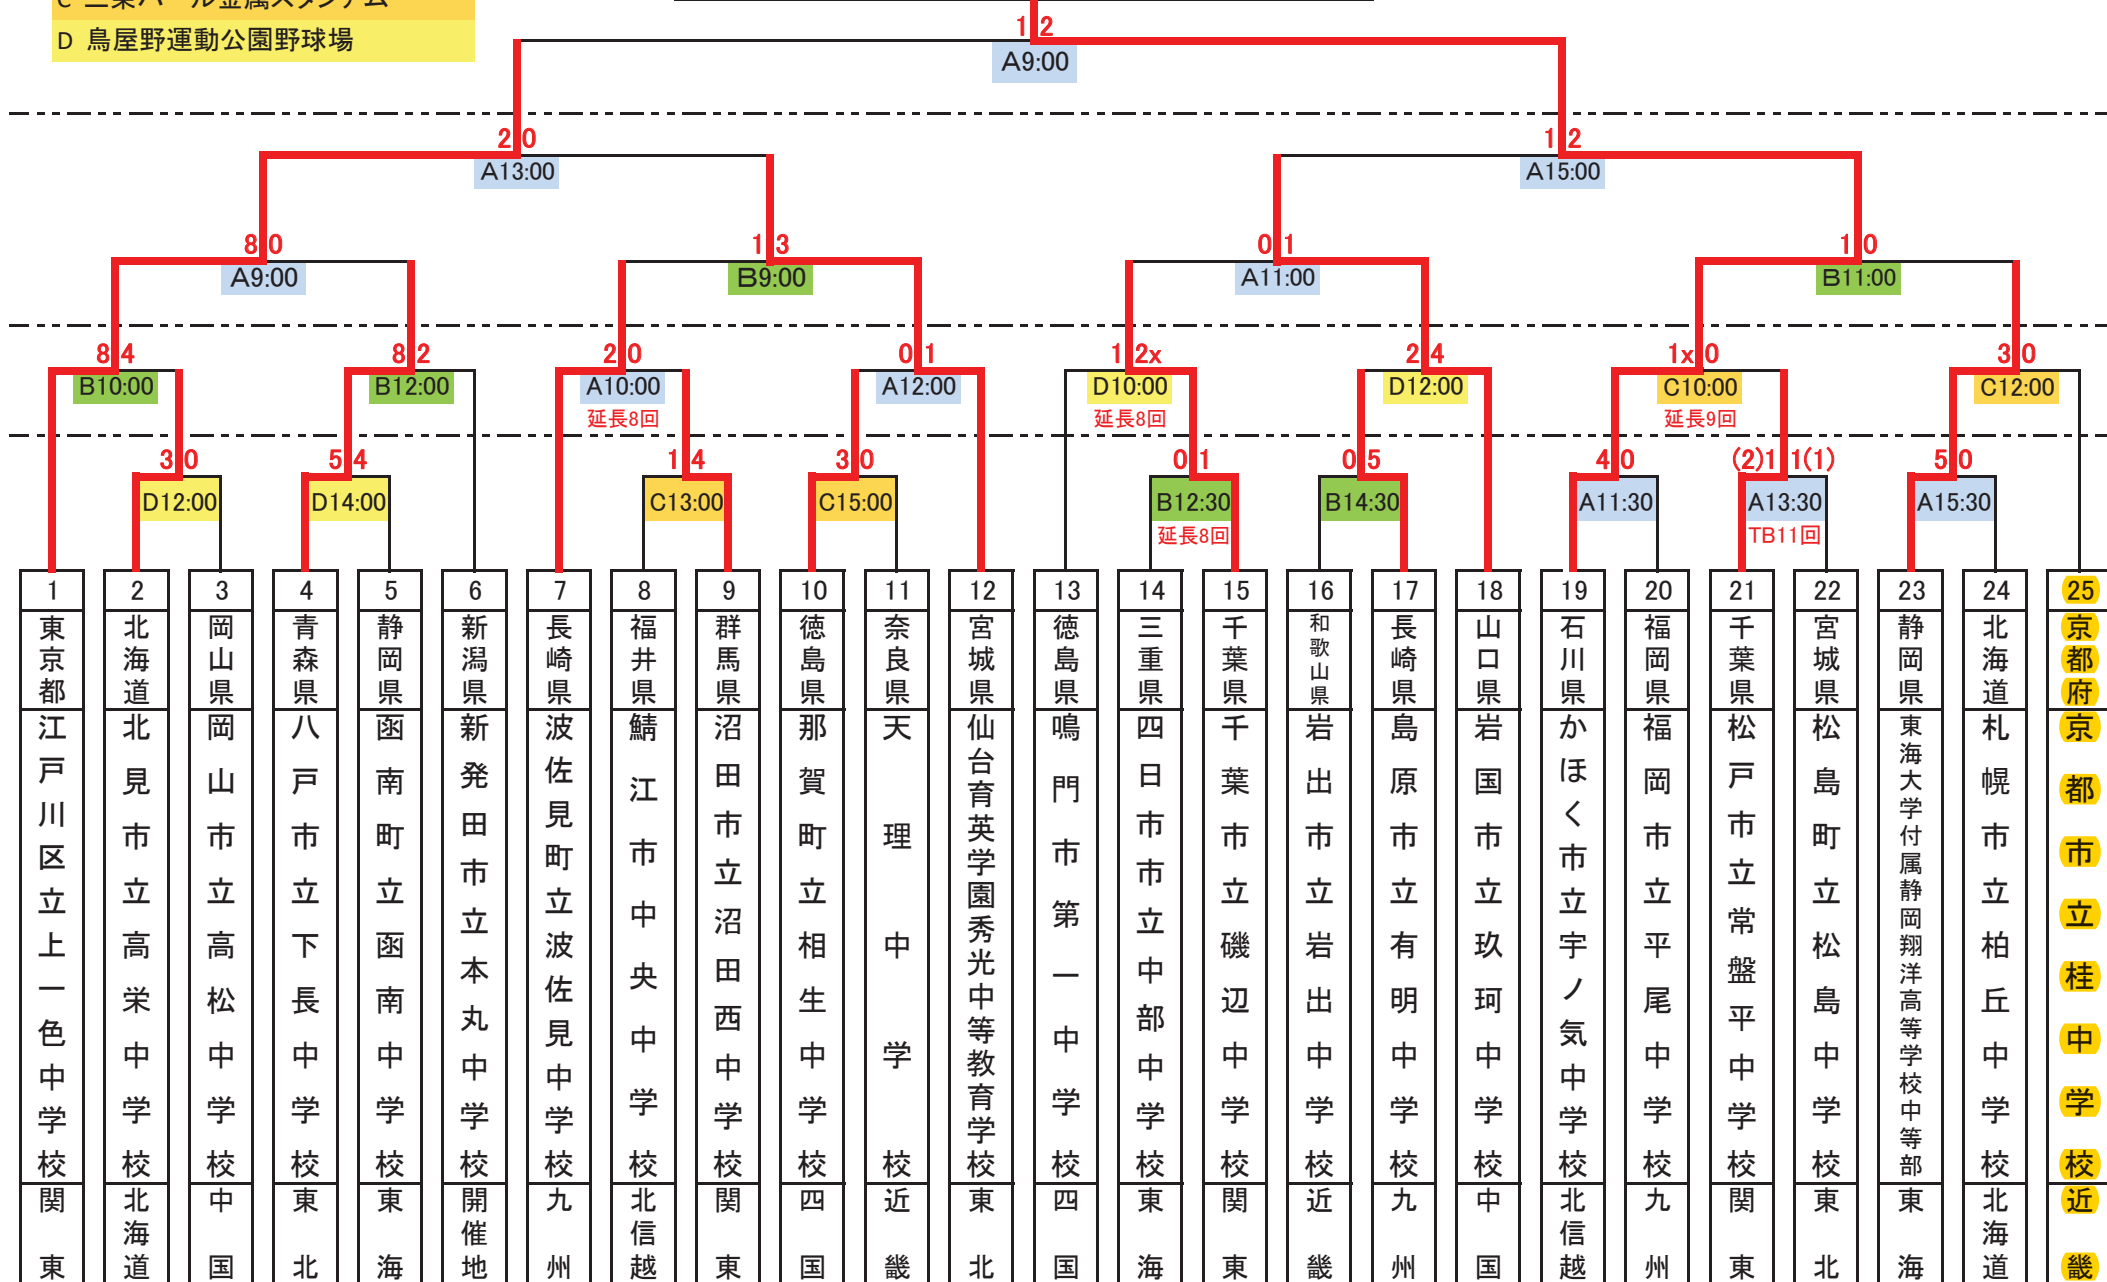 C 三条パール金属スタジアム
D 鳥屋野運動公園野球場
1 2
A9:00
2 0
A13:00
1 2
A15:00
8 0
A9:00
1 3
B9:00
0 1
A11:00
1 0
B11:00
8 4
B10:00
8 2
B12:00
2 0
A10:00
延長8回
0 1
A12:00
1 2x
D10:00
延長8回
2 4
D12:00
1x 0
C10:00
延長9回
3 0
C12:00
3 0
D12:00
5 4
D14:00
1 4
C13:00
3 0
C15:00
0 1
B12:30
延長8回
0 5
B14:30
4 0
A11:30
(2)1 1(1)
A13:30
TB11回
5 0
A15:30
1
東京都
江戸川区立上一色中学校
関東
2
北海道
北見市立高栄中学校
北海道
3
岡山県
岡山市立高松中学校
中国
4
青森県
八戸市立下長中学校
東北
5
静岡県
函南町立函南中学校
東海
6
新潟県
新発田市立本丸中学校
開催地
7
長崎県
波佐見町立波佐見中学校
九州
8
福井県
鯖江市中央中学校
北信越
9
群馬県
沼田市立沼田西中学校
関東
10
徳島県
那賀町立相生中学校
四国
11
奈良県
天理中学校
近畿
12
宮城県
仙台育英学園秀光中等教育学校
東北
13
徳島県
鳴門市第一中学校
四国
14
三重県
四日市市立中部中学校
東海
15
千葉県
千葉市立磯辺中学校
関東
16
和歌山県
岩出市立岩出中学校
近畿
17
長崎県
島原市立有明中学校
九州
18
山口県
岩国市立玖珂中学校
中国
19
石川県
かほく市立宇ノ気中学校
北信越
20
福岡県
福岡市立平尾中学校
九州
21
千葉県
松戸市立常盤平中学校
関東
22
宮城県
松島町立松島中学校
東北
23
静岡県
東海大学付属静岡翔洋高等学校中等部
東海
24
北海道
札幌市立柏丘中学校
北海道
25
京都府
京都市立桂中学校
近畿